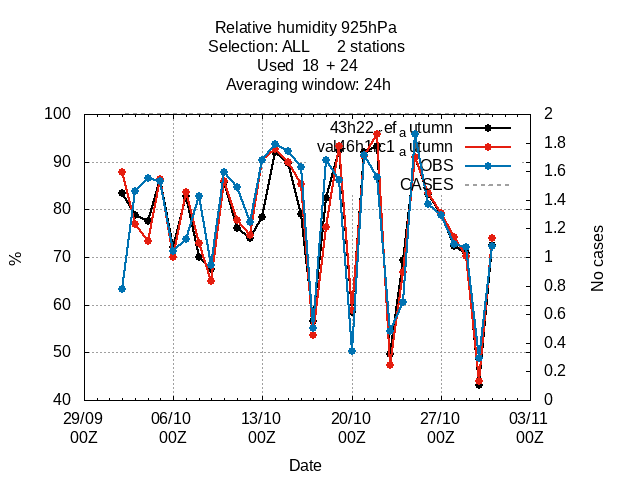 Relative humidity 925hPa
Selection: ALL 2 stations
Used 18 + 24
Averaging window: 24h
100
90
80
70
60
50
40
%
2
1.8
1.6
1.4
1.2
1
0.8
0.6
0.4
0.2
0
No cases
43h22_ef a utumn
a utumn
OBS
CASES
29/09 06/10 13/10 20/10 27/10 03/11
00Z 00Z 00Z 00Z 00Z 00Z
Date